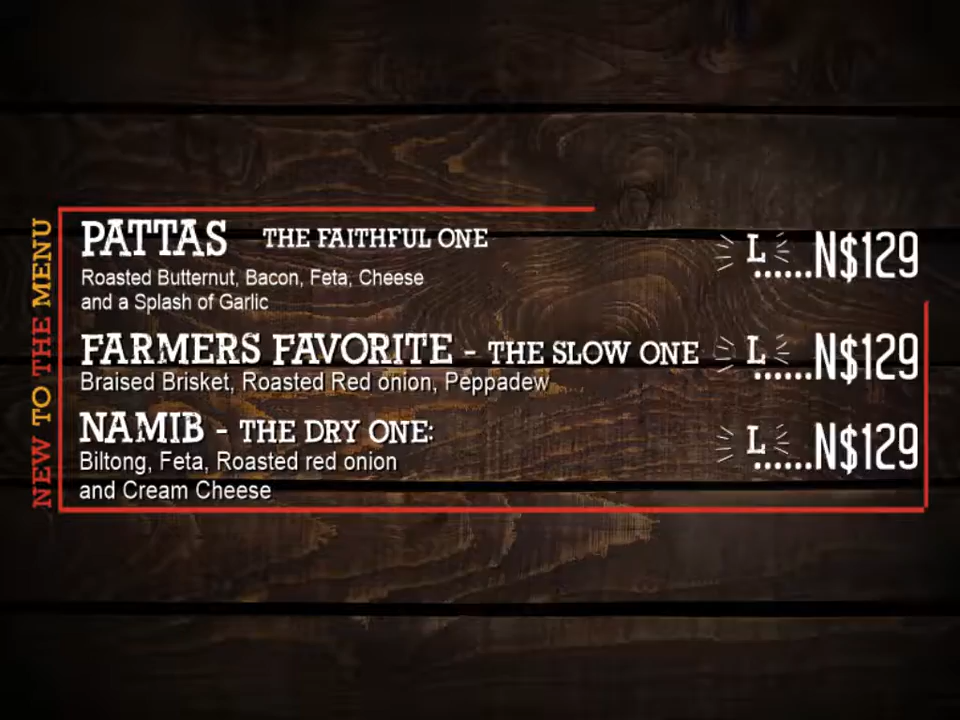 NEW TO THE MENU
PATTAS THE FAITHFUL ONE L ......N$129
Roasted Butternut, Bacon, Feta, Cheese
and a Splash of Garlic
FARMERS FAVORITE - THE SLOW ONE L ......N$129
Braised Brisket, Roasted Red onion, Peppadew
NAMIB - THE DRY ONE: L ......N$129
Biltong, Feta, Roasted red onion
and Cream Cheese